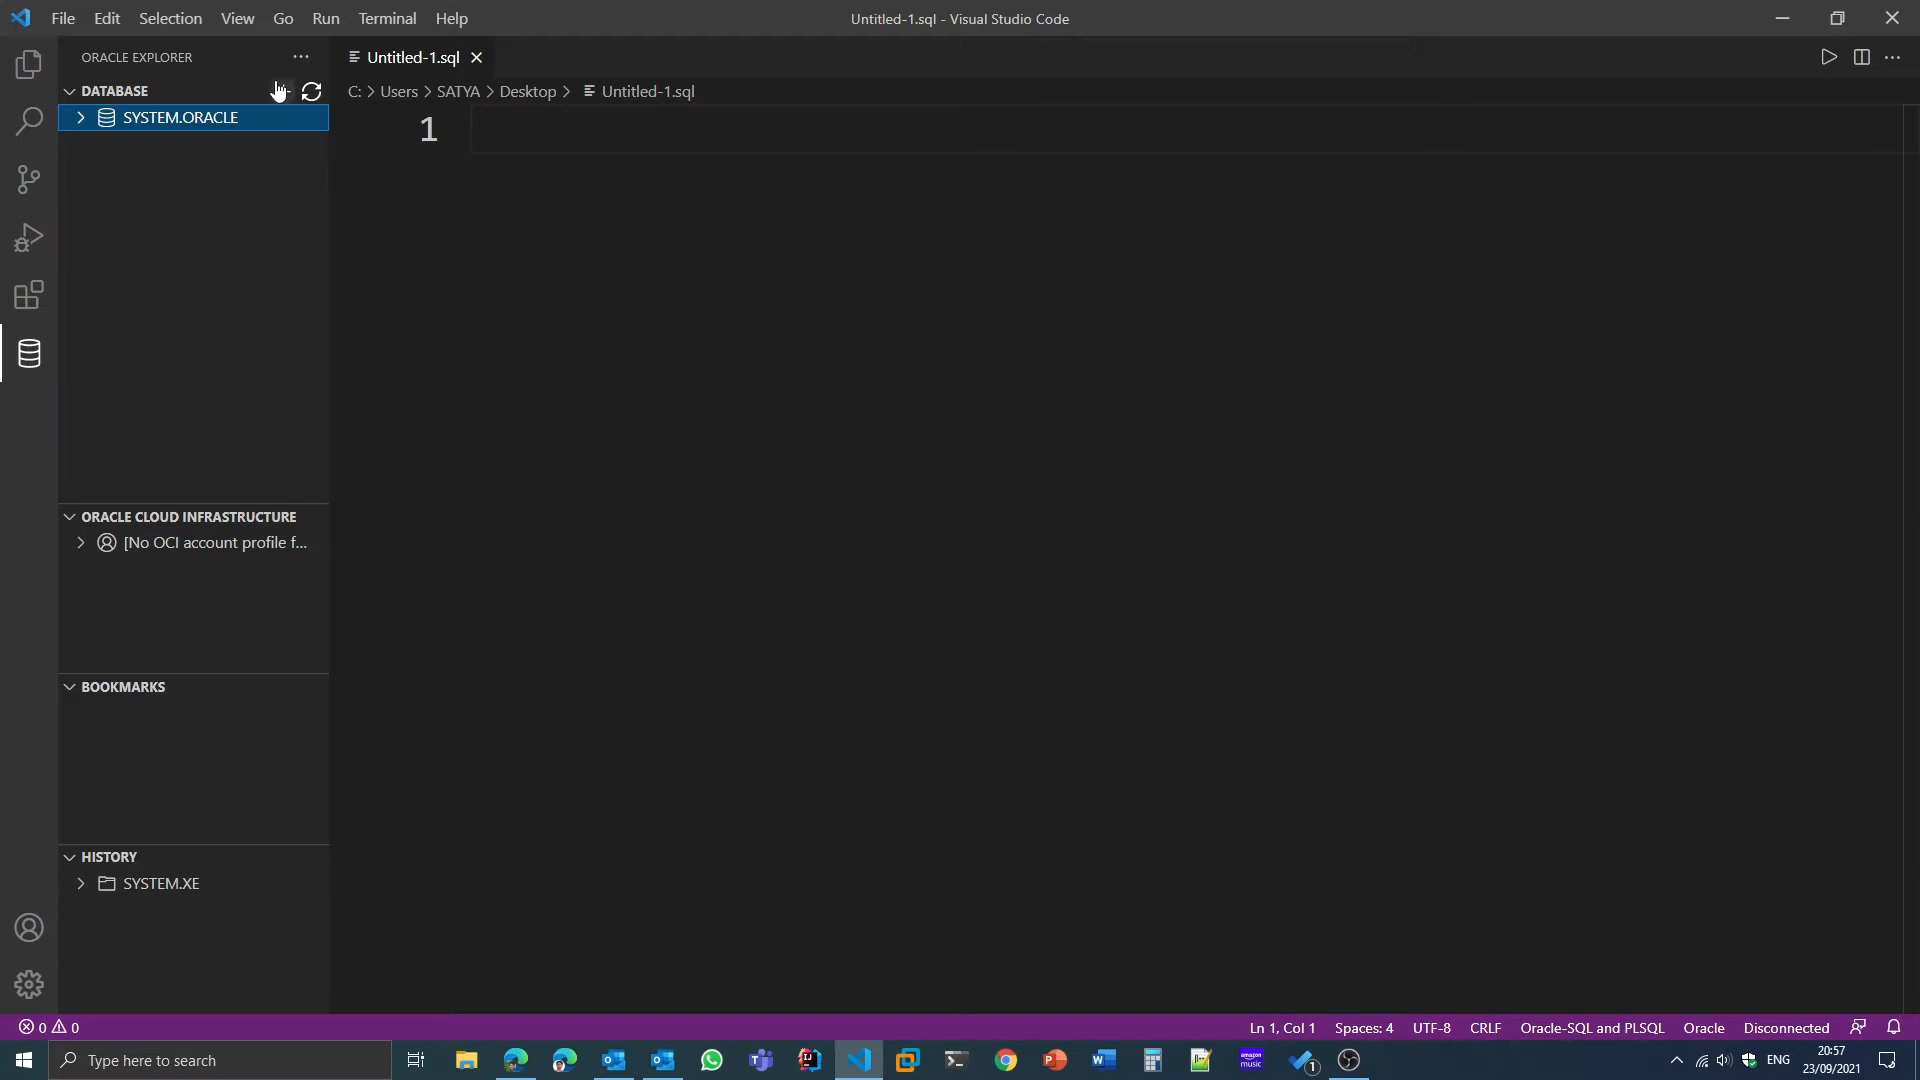 File Edit Selection View Go Run Terminal Help
Untitled-1.sql - Visual Studio Code
ORACLE EXPLORER
Untitled-1.sql
DATABASE
C: > Users > SATYA > Desktop > Untitled-1.sql
SYSTEM.ORACLE
1
ORACLE CLOUD INFRASTRUCTURE
[No OCI account profile f...
BOOKMARKS
HISTORY
SYSTEM.XE
0 0
Ln 1, Col 1 Spaces: 4 UTF-8 CRLF Oracle-SQL and PLSQL Oracle Disconnected
Type here to search
amazon music
1
ENG
20:57
23/09/2021